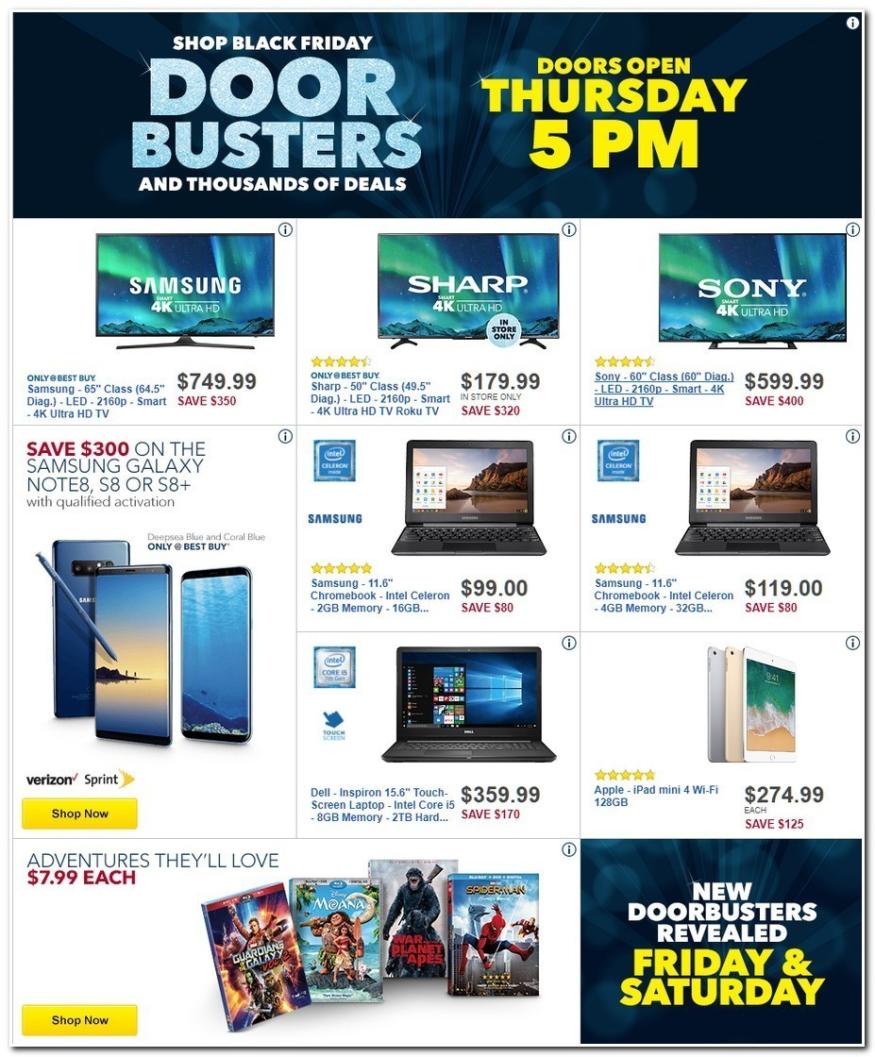 SHOP BLACK FRIDAY
DOOR
BUSTERS
AND THOUSANDS OF DEALS
DOORS OPEN
THURSDAY
5 PM
SAMSUNG
SMART
4K ULTRA HD
ONLY@BEST BUY.
Samsung - 65" Class (64.5"
Diag.) - LED - 2160p - Smart
- 4K Ultra HD TV
$749.99
SAVE $350
SHARP
SMART
4K ULTRA HD
IN
STORE
ONLY
ONLY@BEST BUY.
Sharp - 50" Class (49.5"
Diag.) - LED - 2160p - Smart
- 4K Ultra HD TV Roku TV
$179.99
IN STORE ONLY
SAVE $320
SONY
SMART
4K ULTRA HD
Sony - 60" Class (60" Diag.)
- LED - 2160p - Smart - 4K
Ultra HD TV
$599.99
SAVE $400
SAVE $300 ON THE
SAMSUNG GALAXY
NOTE8, S8 OR S8+
with qualified activation
Deepsea Blue and Coral Blue
ONLY @ BEST BUY
verizon Sprint
Shop Now
intel
CELERON
inside
SAMSUNG
Samsung - 11.6"
Chromebook - Intel Celeron
- 2GB Memory - 16GB...
$99.00
SAVE $80
intel
CELERON
inside
SAMSUNG
Samsung - 11.6"
Chromebook - Intel Celeron
- 4GB Memory - 32GB...
$119.00
SAVE $80
intel
CORE i5
7th Gen
TOUCH
SCREEN
DELL
Dell - Inspiron 15.6" Touch-
Screen Laptop - Intel Core i5
- 8GB Memory - 2TB Hard...
$359.99
SAVE $170
9:41
Apple - iPad mini 4 Wi-Fi
128GB
$274.99
EACH
SAVE $125
ADVENTURES THEY'LL LOVE
$7.99 EACH
GUARDIANS
GALAXY
Disney
MOANA
WAR
PLANET
APES
BLU-RAY + DVD + DIGITAL
SPIDER-MAN
Shop Now
NEW
DOORBUSTERS
REVEALED
FRIDAY &
SATURDAY